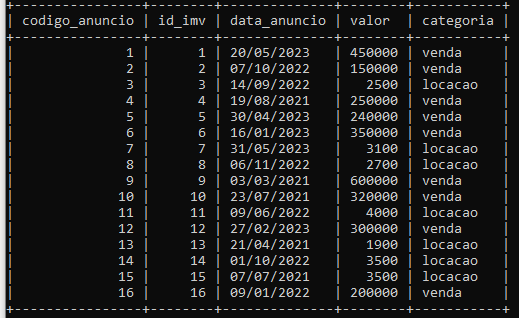 +----------------+--------+--------------+--------+-----------+
| codigo_anuncio | id_imv | data_anuncio | valor  | categoria |
+----------------+--------+--------------+--------+-----------+
|              1 |      1 | 20/05/2023   | 450000 | venda     |
|              2 |      2 | 07/10/2022   | 150000 | venda     |
|              3 |      3 | 14/09/2022   |   2500 | locacao   |
|              4 |      4 | 19/08/2021   | 250000 | venda     |
|              5 |      5 | 30/04/2023   | 240000 | venda     |
|              6 |      6 | 16/01/2023   | 350000 | venda     |
|              7 |      7 | 31/05/2023   |   3100 | locacao   |
|              8 |      8 | 06/11/2022   |   2700 | locacao   |
|              9 |      9 | 03/03/2021   | 600000 | venda     |
|             10 |     10 | 23/07/2021   | 320000 | venda     |
|             11 |     11 | 09/06/2022   |   4000 | locacao   |
|             12 |     12 | 27/02/2023   | 300000 | venda     |
|             13 |     13 | 21/04/2021   |   1900 | locacao   |
|             14 |     14 | 01/10/2022   |   3500 | locacao   |
|             15 |     15 | 07/07/2021   |   3500 | locacao   |
|             16 |     16 | 09/01/2022   | 200000 | venda     |
+----------------+--------+--------------+--------+-----------+